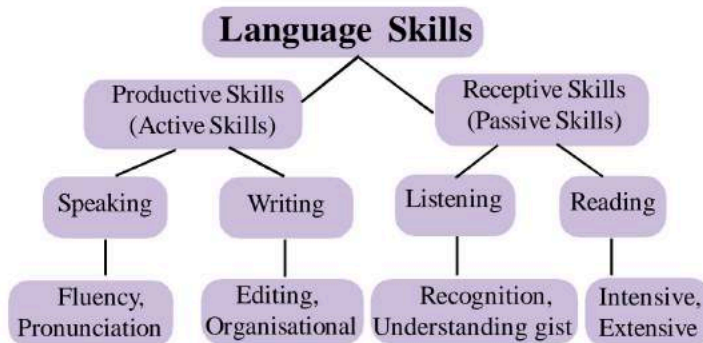 Language Skills
Productive Skills
(Active Skills)
Receptive Skills
(Passive Skills)
Speaking
Writing
Listening
Reading
Fluency,
Pronunciation
Editing,
Organisational
Recognition,
Understanding gist
Intensive,
Extensive